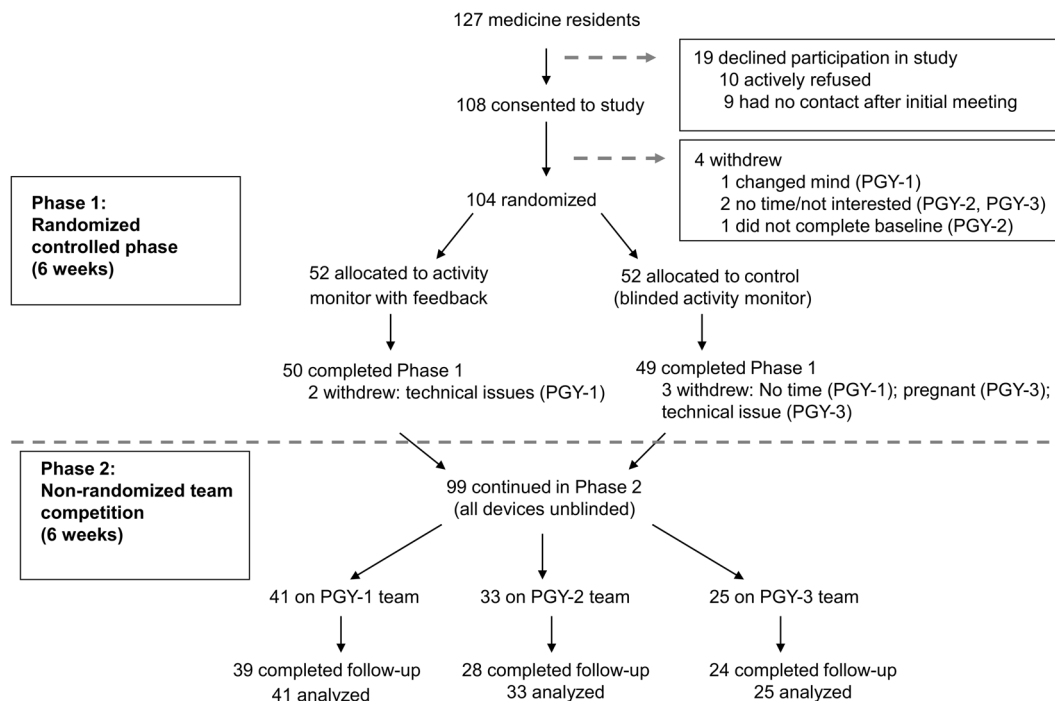 127 medicine residents
19 declined participation in study
10 actively refused
9 had no contact after initial meeting
108 consented to study
4 withdrew
1 changed mind (PGY-1)
2 no time/not interested (PGY-2, PGY-3)
1 did not complete baseline (PGY-2)
Phase 1:
Randomized
controlled phase
(6 weeks)
104 randomized
52 allocated to activity
monitor with feedback
52 allocated to control
(blinded activity monitor)
50 completed Phase 1
2 withdrew: technical issues (PGY-1)
49 completed Phase 1
3 withdrew: No time (PGY-1); pregnant (PGY-3);
technical issue (PGY-3)
Phase 2:
Non-randomized team
competition
(6 weeks)
99 continued in Phase 2
(all devices unblinded)
41 on PGY-1 team
33 on PGY-2 team
25 on PGY-3 team
39 completed follow-up
41 analyzed
28 completed follow-up
33 analyzed
24 completed follow-up
25 analyzed